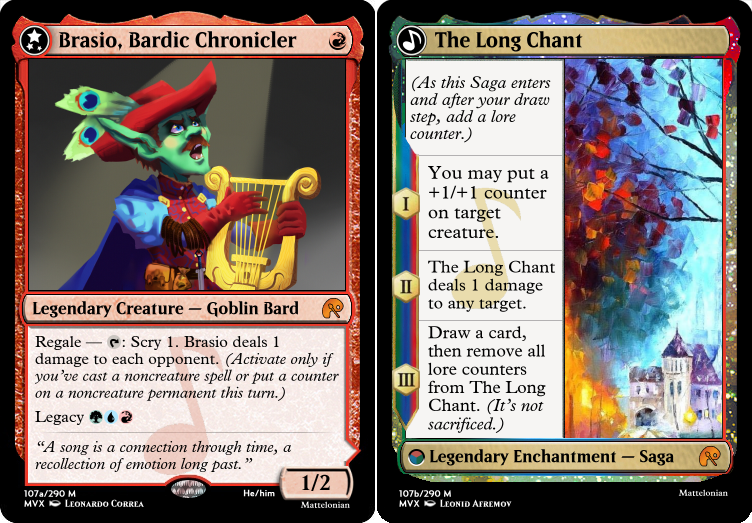 Brasio, Bardic Chronicler
Legendary Creature — Goblin Bard
Regale — : Scry 1. Brasio deals 1
damage to each opponent. (Activate only if
you've cast a noncreature spell or put a counter
on a noncreature permanent this turn.)
Legacy
"A song is a connection through time, a
recollection of emotion long past."
1/2
107a/290 M
MVX Leonardo Correa
He/him
Mattelonian
The Long Chant
(As this Saga enters
and after your draw
step, add a lore
counter.)
I
You may put a
+1/+1 counter
on target
creature.
II
The Long Chant
deals 1 damage
to any target.
III
Draw a card,
then remove all
lore counters
from The Long
Chant. (It's not
sacrificed.)
Legendary Enchantment — Saga
107b/290 M
MVX Leonid Afremov
Mattelonian